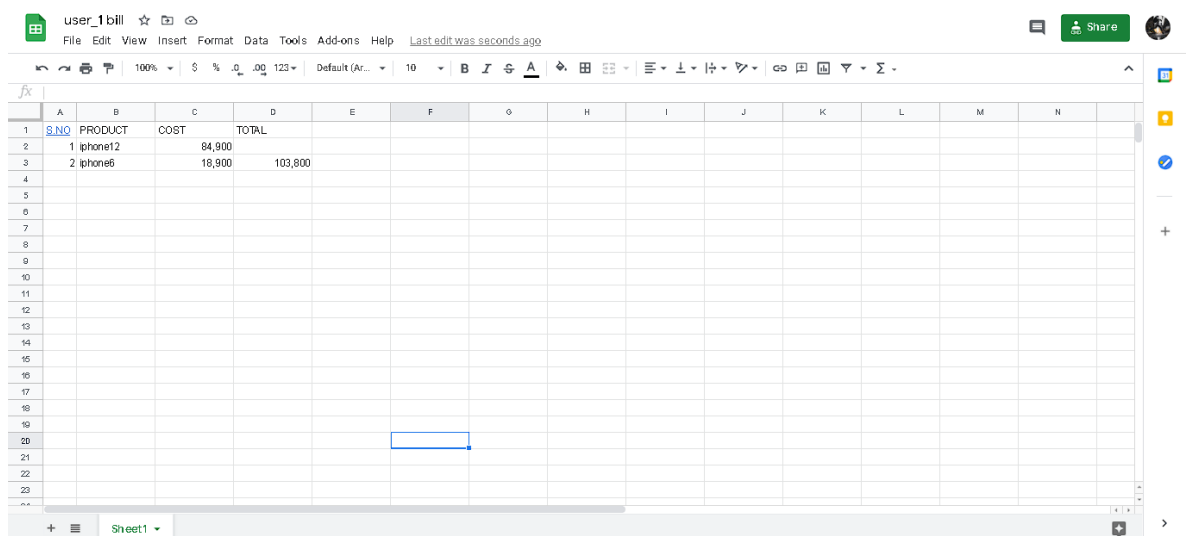 user_1 bill
File Edit View Insert Format Data Tools Add-ons Help Last edit was seconds ago
Share
100% $ % .0 .00 123 Default (Ar... 10 B I S A Σ
31
fx
A B C D E F G H I J K L M N
1 S.NO PRODUCT COST TOTAL
2 1 iphone12 84,900
3 2 iphone6 18,900 103,800
4
5
6
7
8
9
10
11
12
13
14
15
16
17
18
19
20
21
22
23
Sheet1